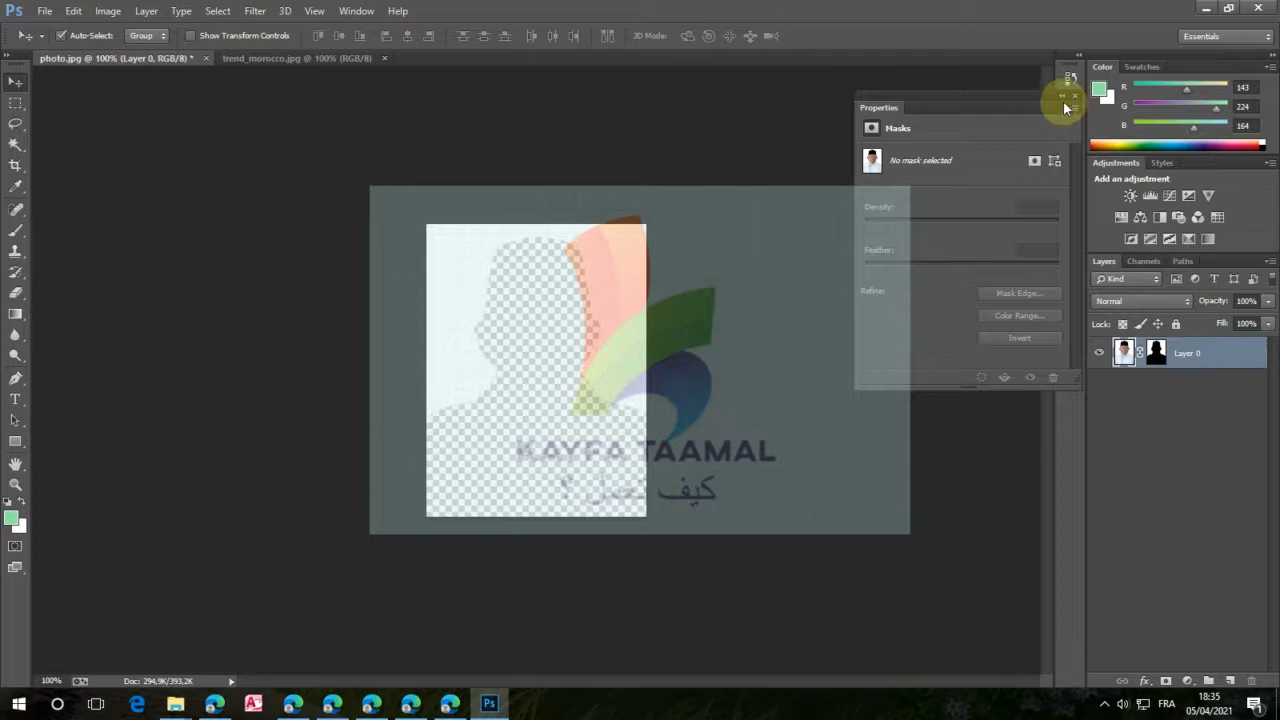 Ps File Edit Image Layer Type Select Filter 3D View Window Help
Auto-Select: Group Show Transform Controls 3D Mode: Essentials
photo.jpg @ 100% (Layer 0, RGB/8) * × trend_morocco.jpg @ 100% (RGB/8) ×
Color Swatches
R 143
G 224
B 164
Properties
Masks
No mask selected
Density:
Feather:
Refine: Mask Edge...
Color Range...
Invert
Adjustments Styles
Add an adjustment
Layers Channels Paths
Kind
Normal Opacity: 100%
Lock: Fill: 100%
Layer 0
KAYFA TAAMAL
كيف تعمل ؟
100% Doc: 294,9K/393,2K
FRA
18:35
05/04/2021